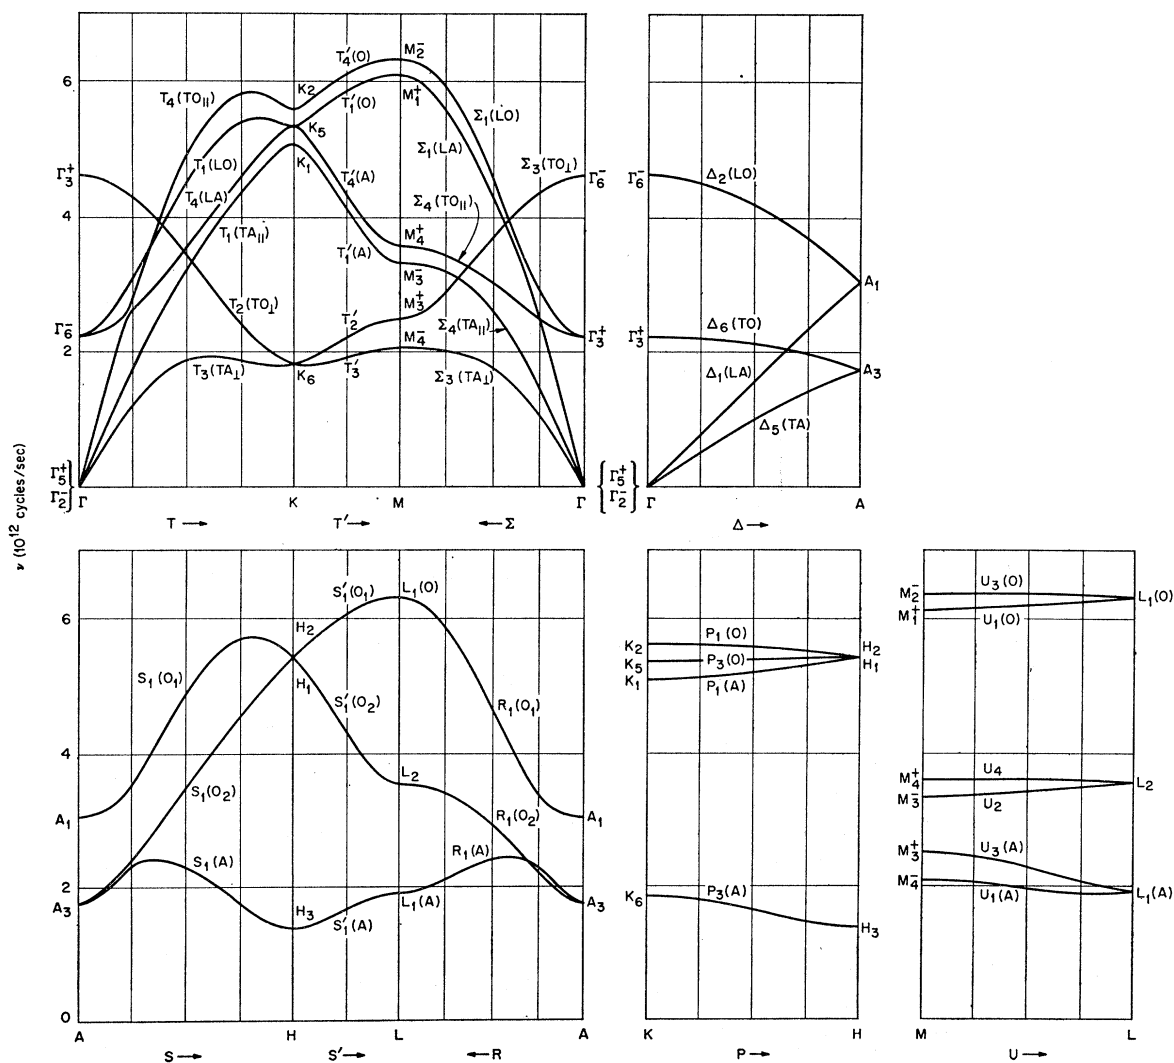 ν (10¹² cycles/sec)
6
4
2
Γ₃⁺
Γ₆⁻
Γ₅⁺
Γ₂⁻
T₄(TO∥)
T₁(LO)
T₄(LA)
T₁(TA∥)
T₂(TO⊥)
T₃(TA⊥)
K₂
K₅
K₁
K₆
T₄′(O)
T₁′(O)
T₄′(A)
T₁′(A)
T₂′
T₃′
M₂⁻
M₁⁺
M₄⁺
M₃⁻
M₃⁺
M₄⁻
Σ₁(LO)
Σ₁(LA)
Σ₃(TO⊥)
Σ₄(TO∥)
Σ₄(TA∥)
Σ₃(TA⊥)
Γ₆⁻
Γ₃⁺
Γ K M Γ
T → T′ → ← Σ
Γ₆⁻
Γ₃⁺
Γ₅⁺
Γ₂⁻
Δ₂(LO)
Δ₆(TO)
Δ₁(LA)
Δ₅(TA)
A₁
A₃
Γ A
Δ →
6
4
2
0
A₁
A₃
S₁(O₁)
S₁(O₂)
S₁(A)
H₂
H₁
H₃
S₁′(O₁)
S₁′(O₂)
S₁′(A)
L₁(O)
L₂
L₁(A)
R₁(O₁)
R₁(O₂)
R₁(A)
A₁
A₃
A H L A
S → S′ → ← R
K₂
K₅
K₁
K₆
P₁(O)
P₃(O)
P₁(A)
P₃(A)
H₂
H₁
H₃
K H
P →
M₂⁻
M₁⁺
M₄⁺
M₃⁻
M₃⁺
M₄⁻
U₃(O)
U₁(O)
U₄
U₂
U₃(A)
U₁(A)
L₁(O)
L₂
L₁(A)
M L
U →